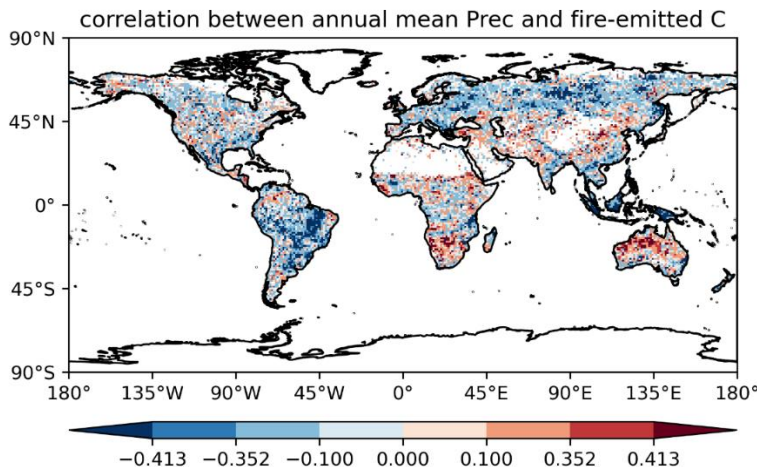 correlation between annual mean Prec and fire-emitted C
90°N
45°N
0°
45°S
90°S
180° 135°W 90°W 45°W 0° 45°E 90°E 135°E 180°
−0.413 −0.352 −0.100 0.000 0.100 0.352 0.413